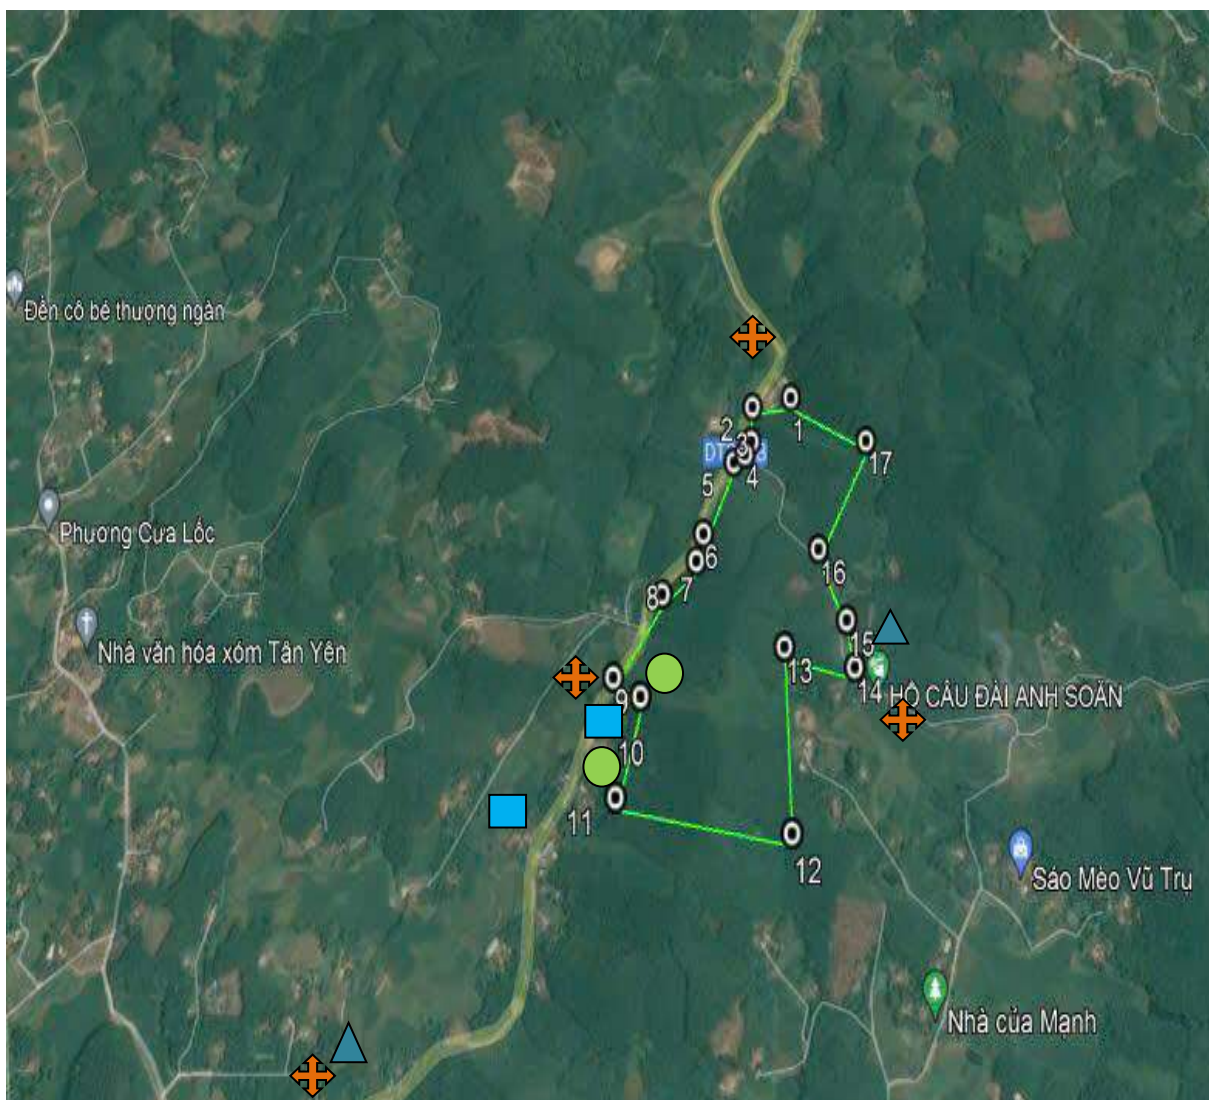 Đền cô bé thượng ngàn
1
2
3
17
4
5
Phương Cưa Lốc
6
16
7
8
15
Nhà văn hóa xóm Tân Yên
13
14
HỒ CÂU ĐÀI ANH SOĂN
9
10
11
12
Sáo Mèo Vũ Trụ
Nhà của Mạnh